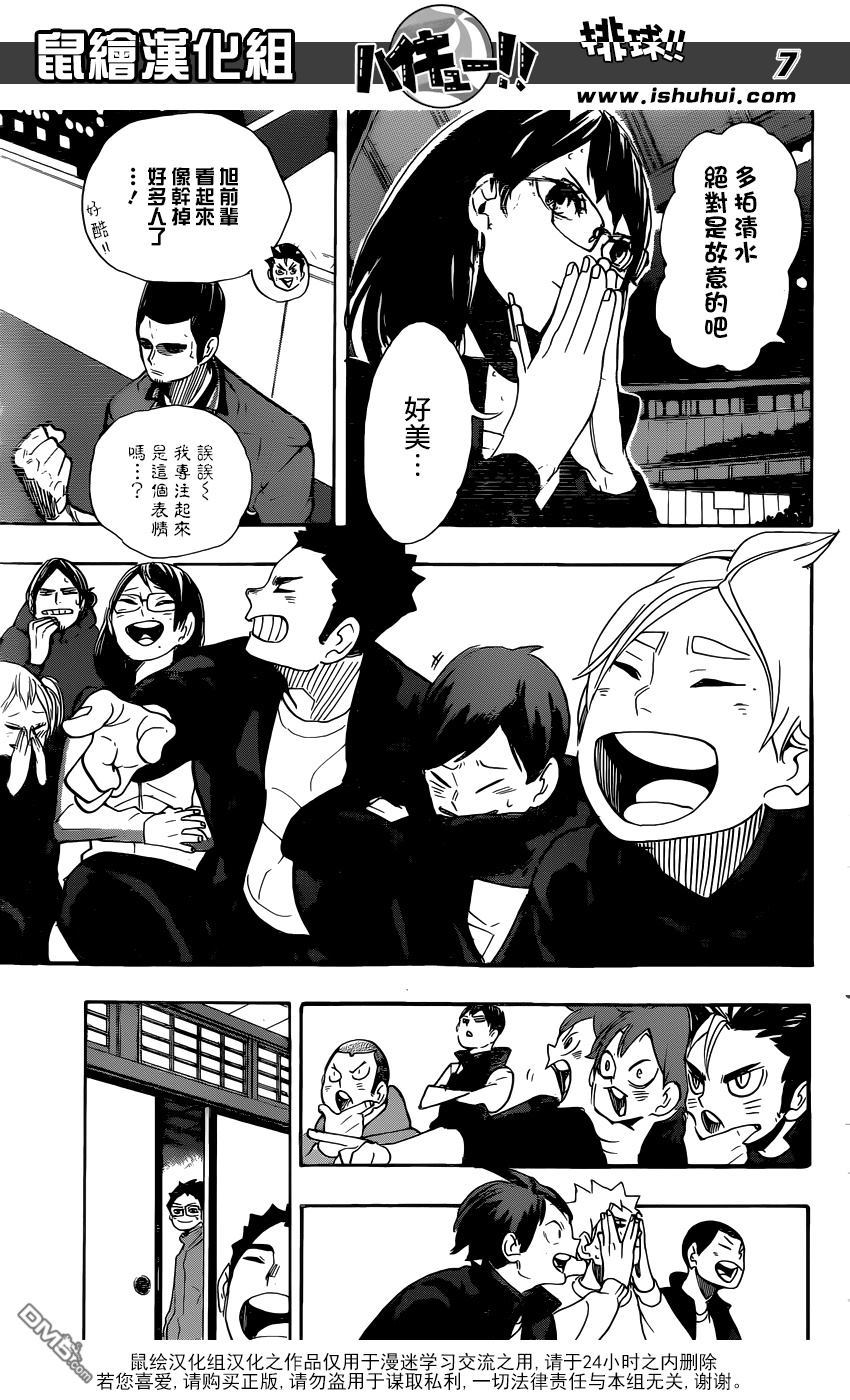 鼠繪漢化組
ハイキュー!!
排球!!
7
www.ishuhui.com
多拍清水
絕對是故意的吧
好美…
旭前輩
看起來
像幹掉
好多人了
…!
好酷!!
誒誒~
我專注起來
是這個表情
嗎…?
DM5.com
鼠绘汉化组汉化之作品仅用于漫迷学习交流之用,请于24小时之内删除
若您喜爱,请购买正版,请勿盗用于谋取私利,一切法律责任与本组无关,谢谢。